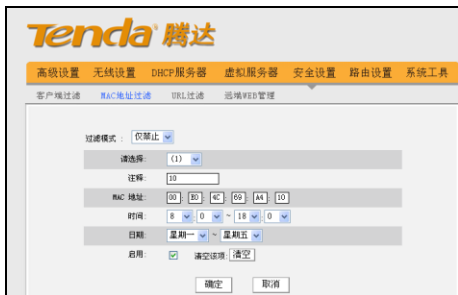 Tenda 腾达
高级设置 无线设置 DHCP服务器 虚拟服务器 安全设置 路由设置 系统工具
客户端过滤 MAC地址过滤 URL过滤 远端WEB管理
过滤模式 : 仅禁止
请选择: (1)
注释: 10
MAC 地址: 00 : E0 : 4C : 69 : A4 : 10
时间: 8 : 0 ~ 18 : 0
日期: 星期一 ~ 星期五
启用: 清空该项: 清空
确定 取消